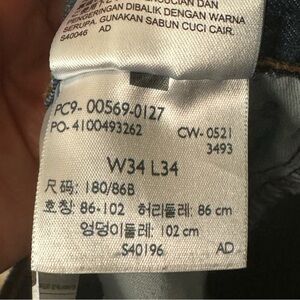 PENCUCIAN DAN
PENGERINGAN DIBALIK DENGAN WARNA
SERUPA. GUNAKAN SABUN CUCI CAIR.
S40046 AD
PC9- 00569-0127
PO- 4100493262 CW- 0521
3493
W34 L34
尺码: 180/86B
호칭: 86-102 허리둘레: 86 cm
엉덩이둘레: 102 cm
S40196 AD